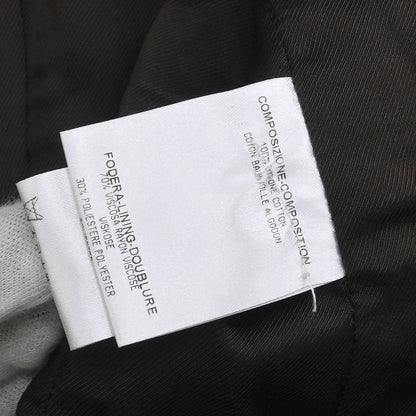 COMPOSIZIONE-COMPOSITION
100% COTONE COTTON
COTON BAUMWOLLE ALGODON
FODERA-LINING-DOUBLURE
70% VISCOSA RAYON VISCOSE
VISKOSE
30% POLIESTERE POLYESTER